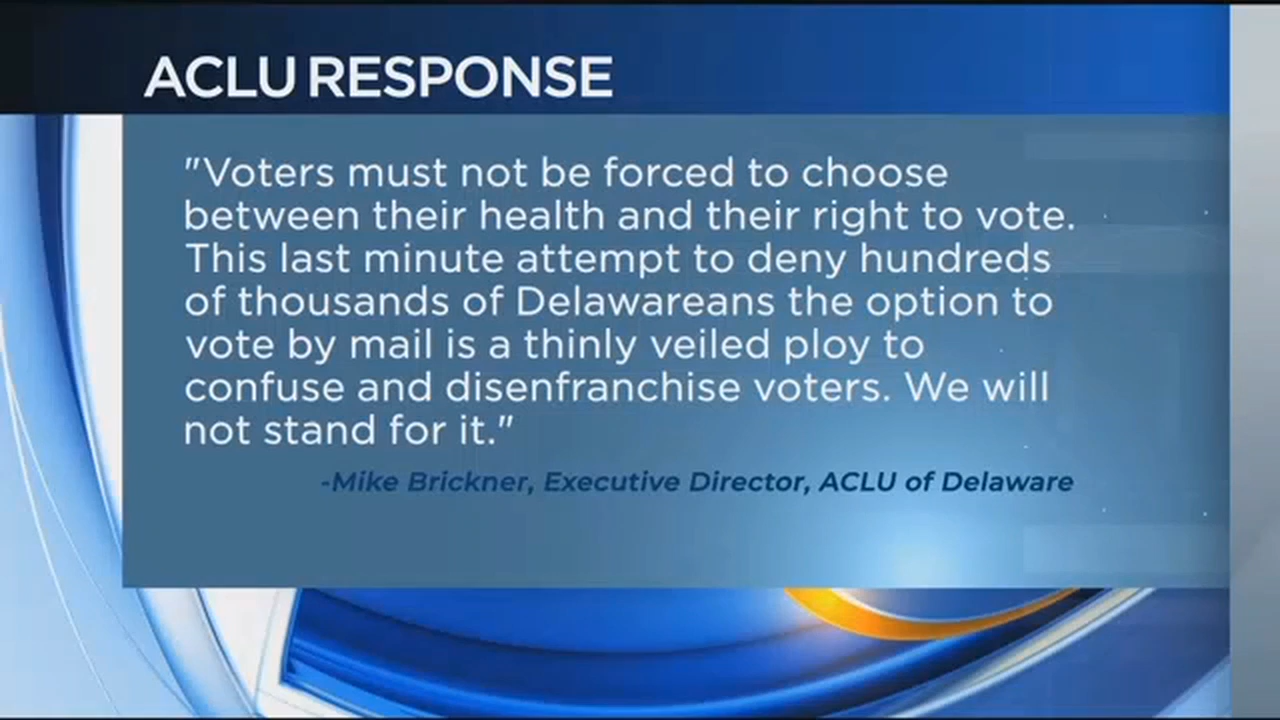 ACLU RESPONSE
"Voters must not be forced to choose
between their health and their right to vote.
This last minute attempt to deny hundreds
of thousands of Delawareans the option to
vote by mail is a thinly veiled ploy to
confuse and disenfranchise voters. We will
not stand for it."
-Mike Brickner, Executive Director, ACLU of Delaware